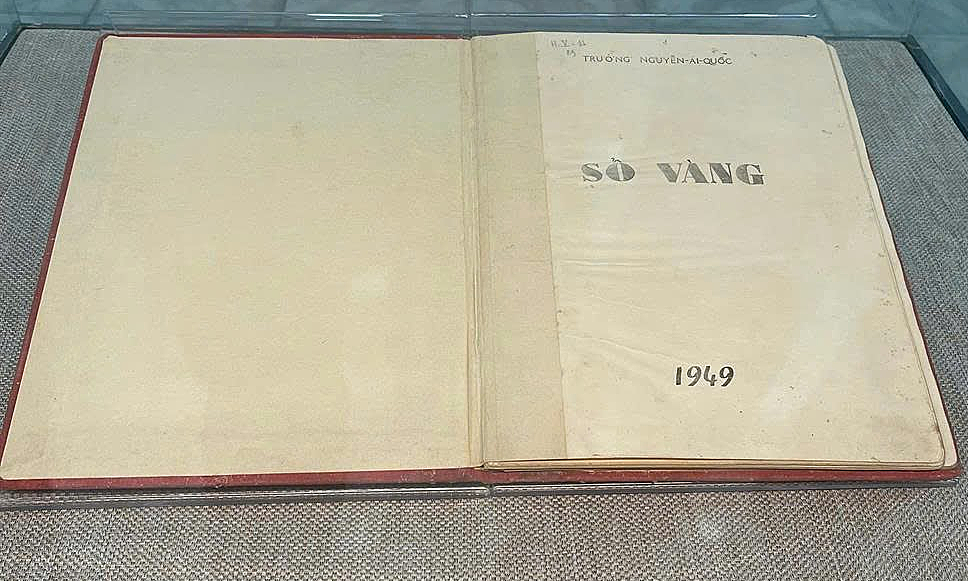 TRƯỜNG NGUYỄN-ÁI-QUỐC
SỔ VÀNG
1949